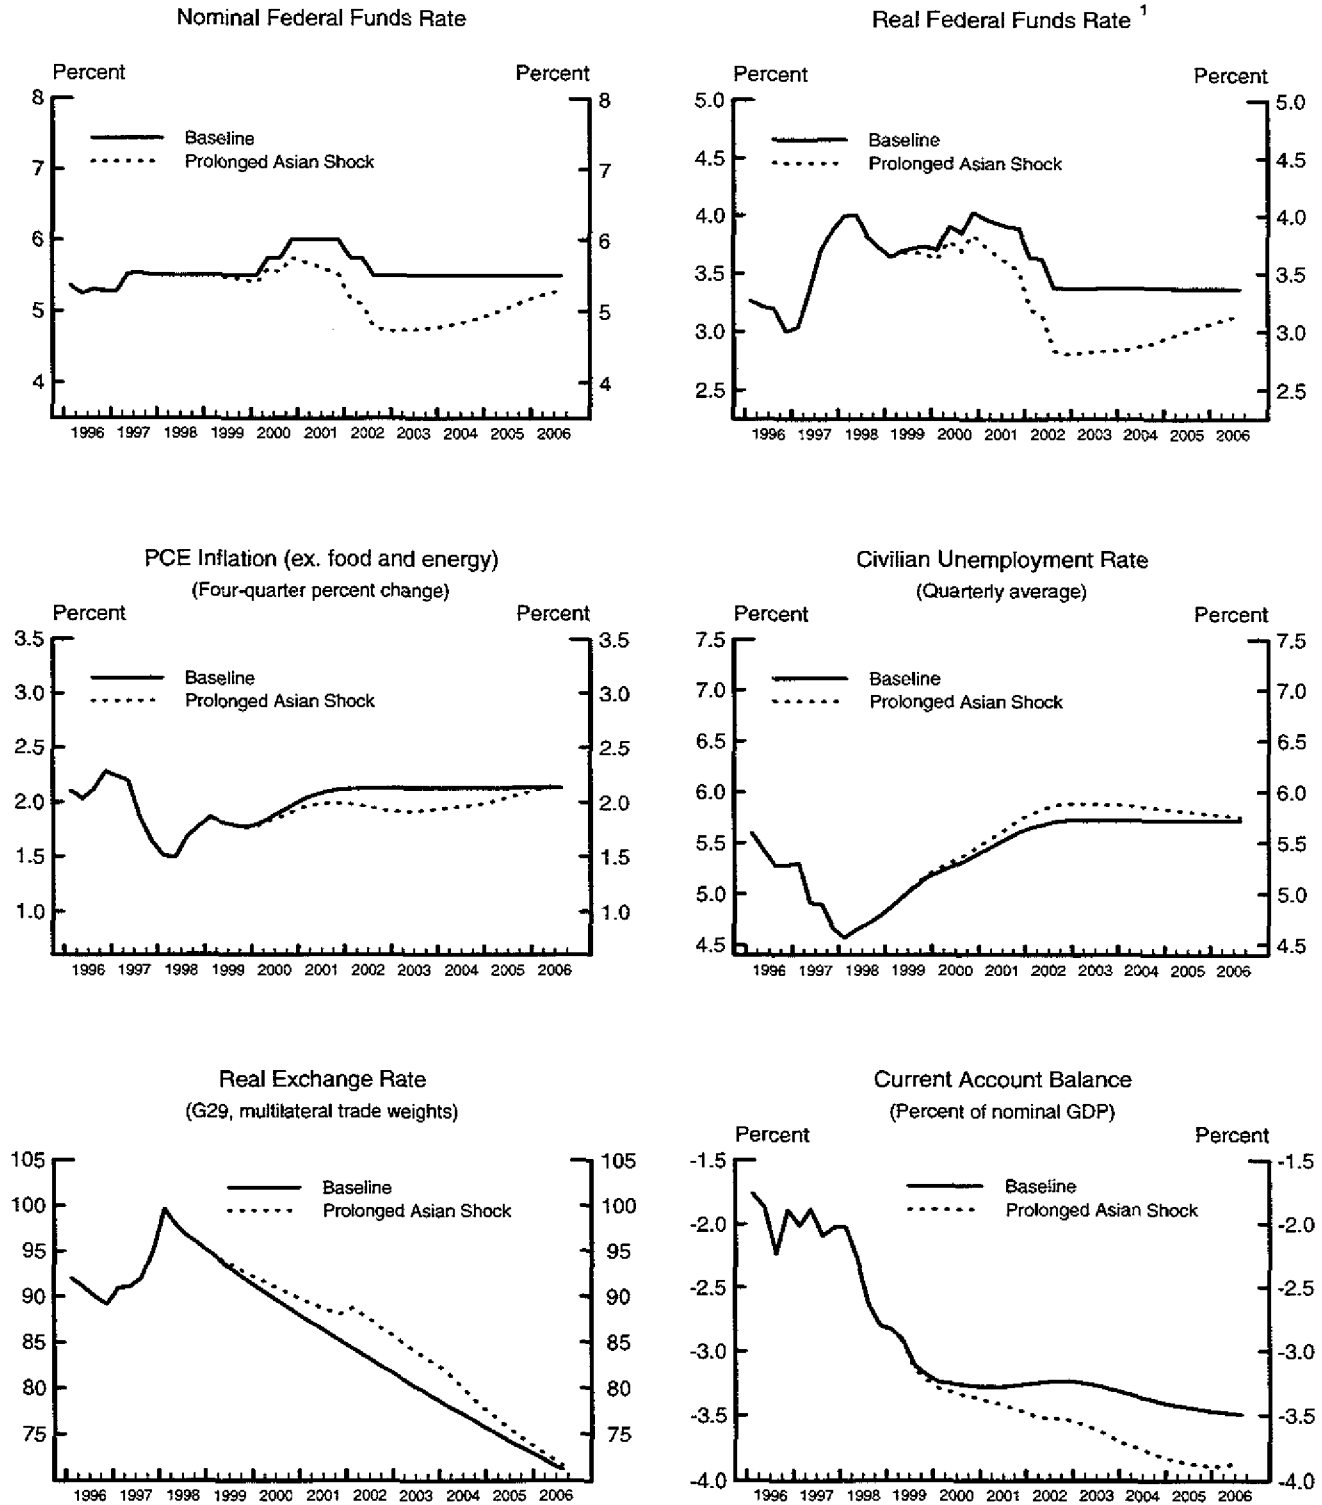 Nominal Federal Funds Rate
Percent Percent
8 8
Baseline
Prolonged Asian Shock
7 7
6 6
5 5
4 4
1996 1997 1998 1999 2000 2001 2002 2003 2004 2005 2006
Real Federal Funds Rate 1
Percent Percent
5.0 5.0
Baseline
Prolonged Asian Shock
4.5 4.5
4.0 4.0
3.5 3.5
3.0 3.0
2.5 2.5
1996 1997 1998 1999 2000 2001 2002 2003 2004 2005 2006
PCE Inflation (ex. food and energy)
(Four-quarter percent change)
Percent Percent
3.5 3.5
Baseline
3.0 3.0
Prolonged Asian Shock
2.5 2.5
2.0 2.0
1.5 1.5
1.0 1.0
1996 1997 1998 1999 2000 2001 2002 2003 2004 2005 2006
Civilian Unemployment Rate
(Quarterly average)
Percent Percent
7.5 7.5
Baseline
7.0 7.0
Prolonged Asian Shock
6.5 6.5
6.0 6.0
5.5 5.5
5.0 5.0
4.5 4.5
1996 1997 1998 1999 2000 2001 2002 2003 2004 2005 2006
Real Exchange Rate
(G29, multilateral trade weights)
105 105
Baseline
100 100
Prolonged Asian Shock
95 95
90 90
85 85
80 80
75 75
1996 1997 1998 1999 2000 2001 2002 2003 2004 2005 2006
Current Account Balance
(Percent of nominal GDP)
Percent Percent
-1.5 -1.5
Baseline
Prolonged Asian Shock
-2.0 -2.0
-2.5 -2.5
-3.0 -3.0
-3.5 -3.5
-4.0 -4.0
1996 1997 1998 1999 2000 2001 2002 2003 2004 2005 2006